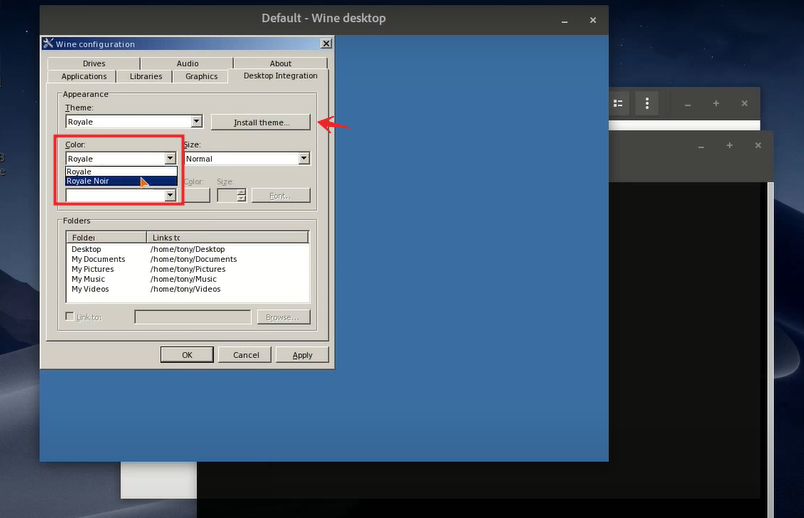 Default - Wine desktop
Wine configuration
Drives
Audio
About
Applications
Libraries
Graphics
Desktop Integration
Appearance
Theme:
Royale
Install theme...
Color:
Size:
Royale
Normal
Royale
Royale Noir
Color:
Size:
Font...
Folders
Folder
Links to
Desktop
/home/tony/Desktop
My Documents
/home/tony/Documents
My Pictures
/home/tony/Pictures
My Music
/home/tony/Music
My Videos
/home/tony/Videos
Link to:
Browse...
OK
Cancel
Apply